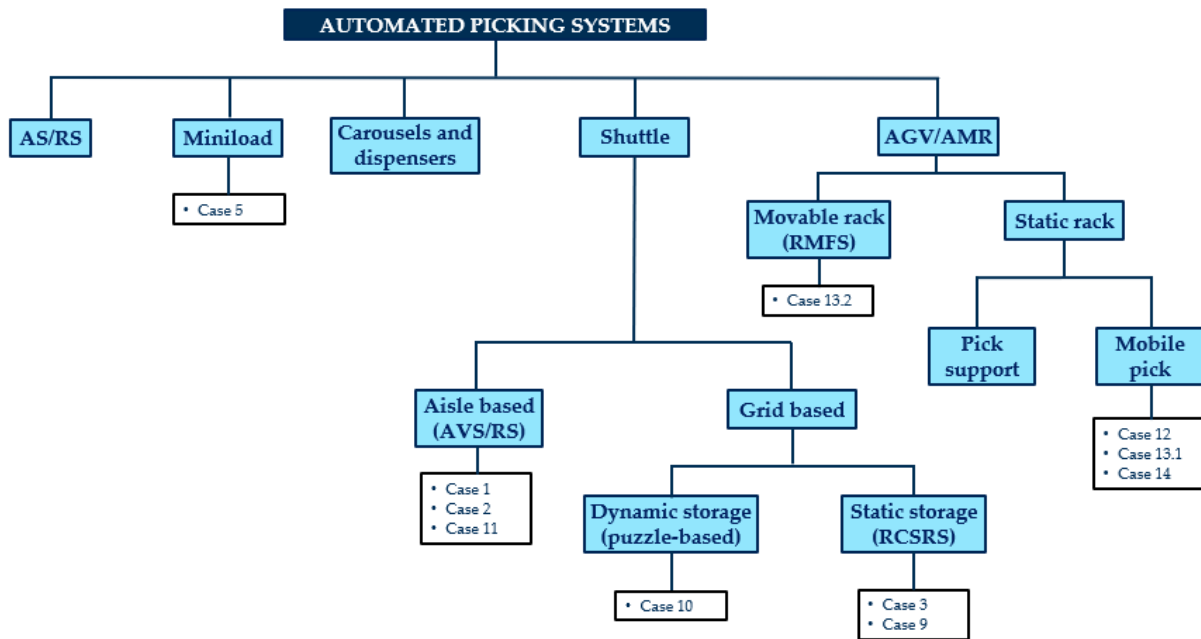 AUTOMATED PICKING SYSTEMS
AS/RS
Miniload
Carousels and
dispensers
Shuttle
AGV/AMR
• Case 5
Movable rack
(RMFS)
Static rack
• Case 13.2
Pick
support
Mobile
pick
Aisle based
(AVS/RS)
Grid based
• Case 12
• Case 13.1
• Case 14
• Case 1
• Case 2
• Case 11
Dynamic storage
(puzzle-based)
Static storage
(RCSRS)
• Case 10
• Case 3
• Case 9